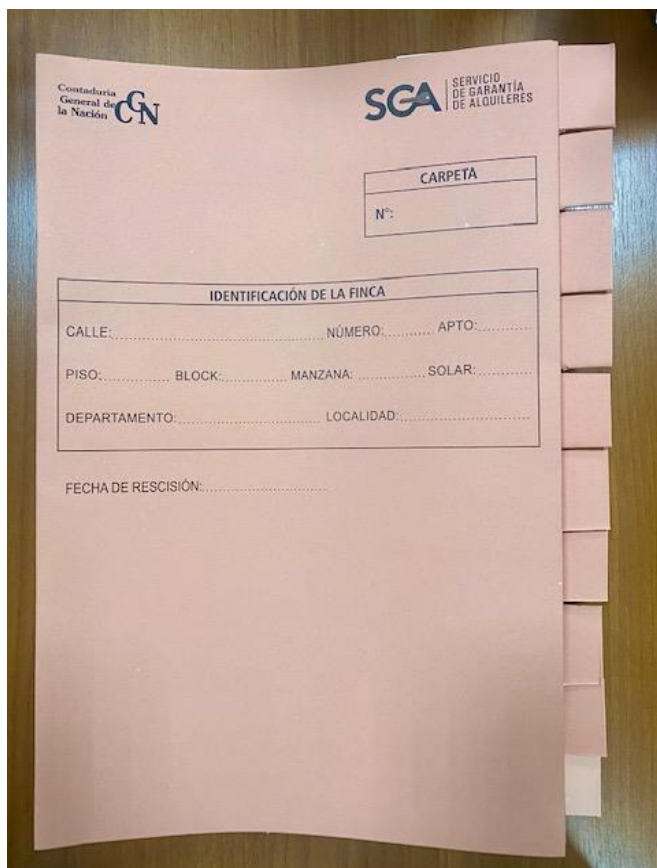 Contaduría
General de
la Nación
CGN
SGA
SERVICIO
DE GARANTÍA
DE ALQUILERES
CARPETA
N°:
IDENTIFICACIÓN DE LA FINCA
CALLE:.......................................................NÚMERO:............. APTO:..............
PISO:.................. BLOCK:................. MANZANA: .................. SOLAR:..............
DEPARTAMENTO:..................................... LOCALIDAD:..................................
FECHA DE RESCISIÓN:................................